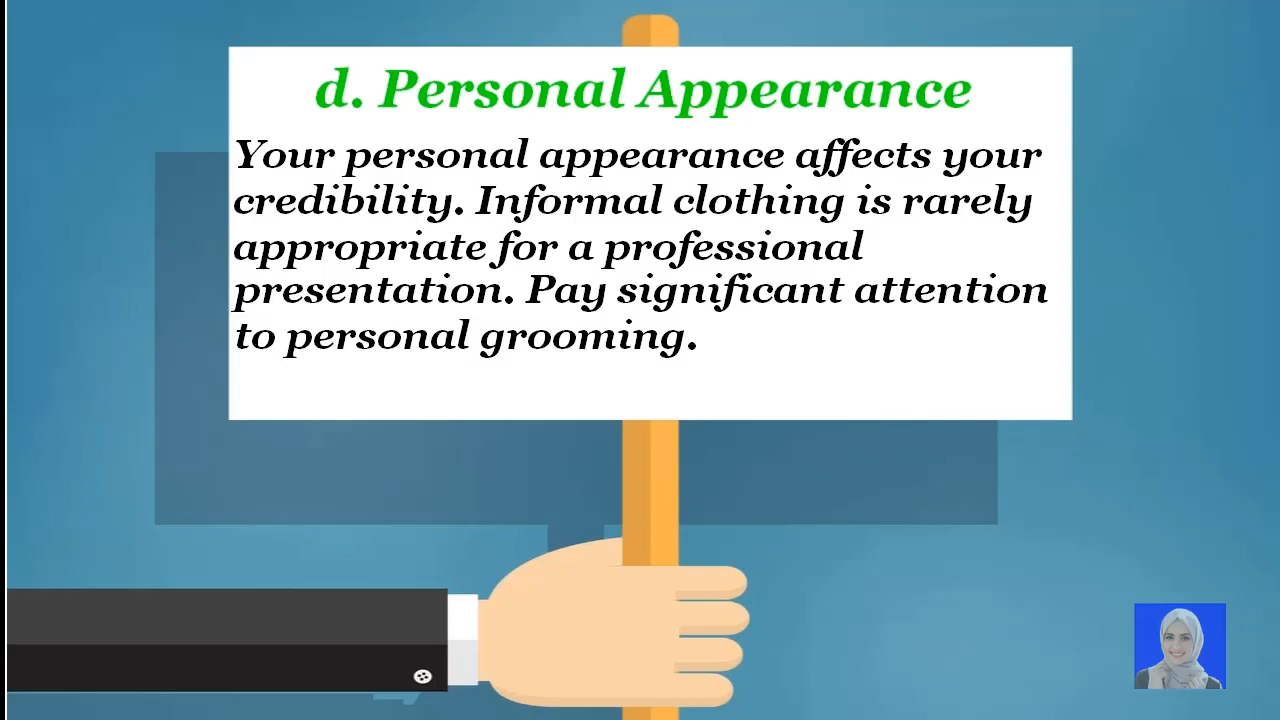 d. Personal Appearance
Your personal appearance affects your
credibility. Informal clothing is rarely
appropriate for a professional
presentation. Pay significant attention
to personal grooming.